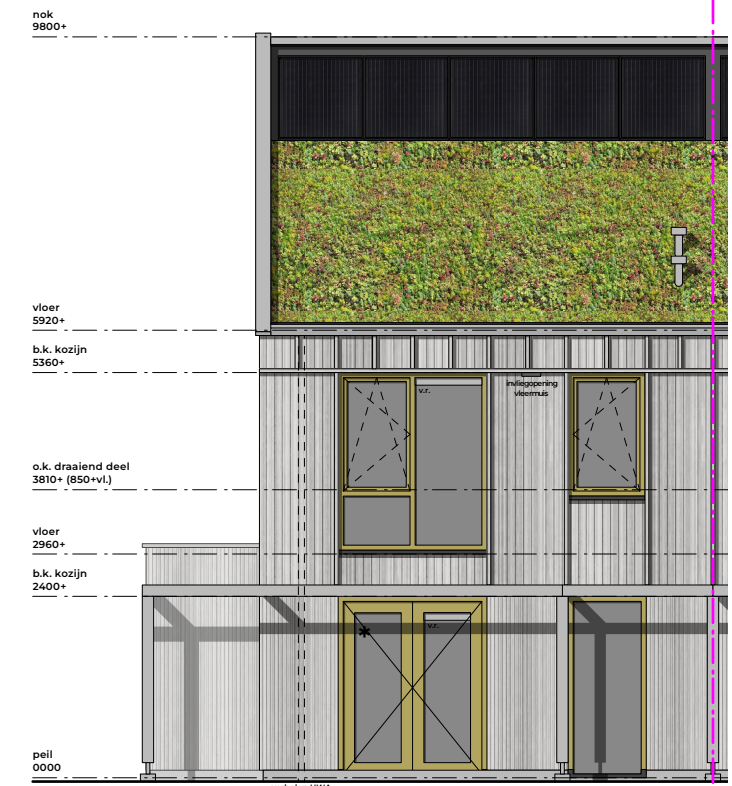 nok
9800+
vloer
5920+
b.k. kozijn
5360+
v.r.
invliegopening
vleermuis
o.k. draaiend deel
3810+ (850+vl.)
vloer
2960+
b.k. kozijn
2400+
v.r.
*
peil
0000